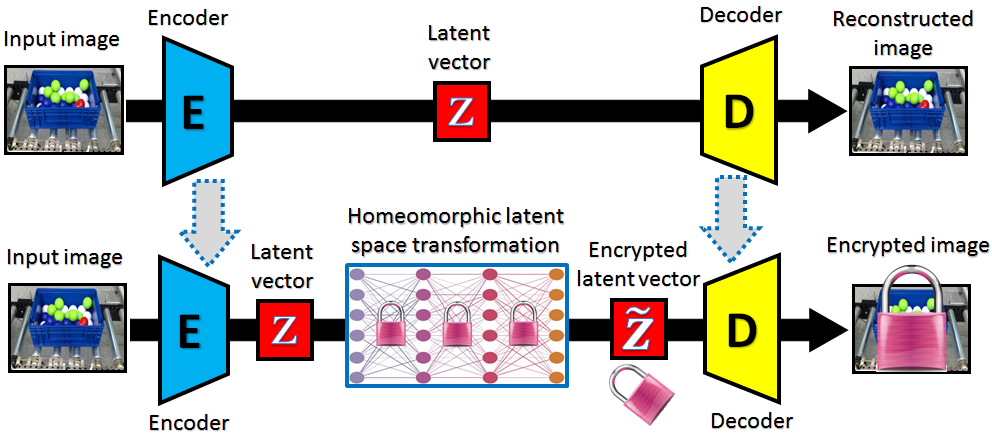 Encoder
Decoder
Input image
Latent
vector
Reconstructed
image
E
Z
D
Homeomorphic latent
space transformation
Input image
Latent
vector
Encrypted
latent vector
Encrypted image
E
Z
Z̃
D
Encoder
Decoder